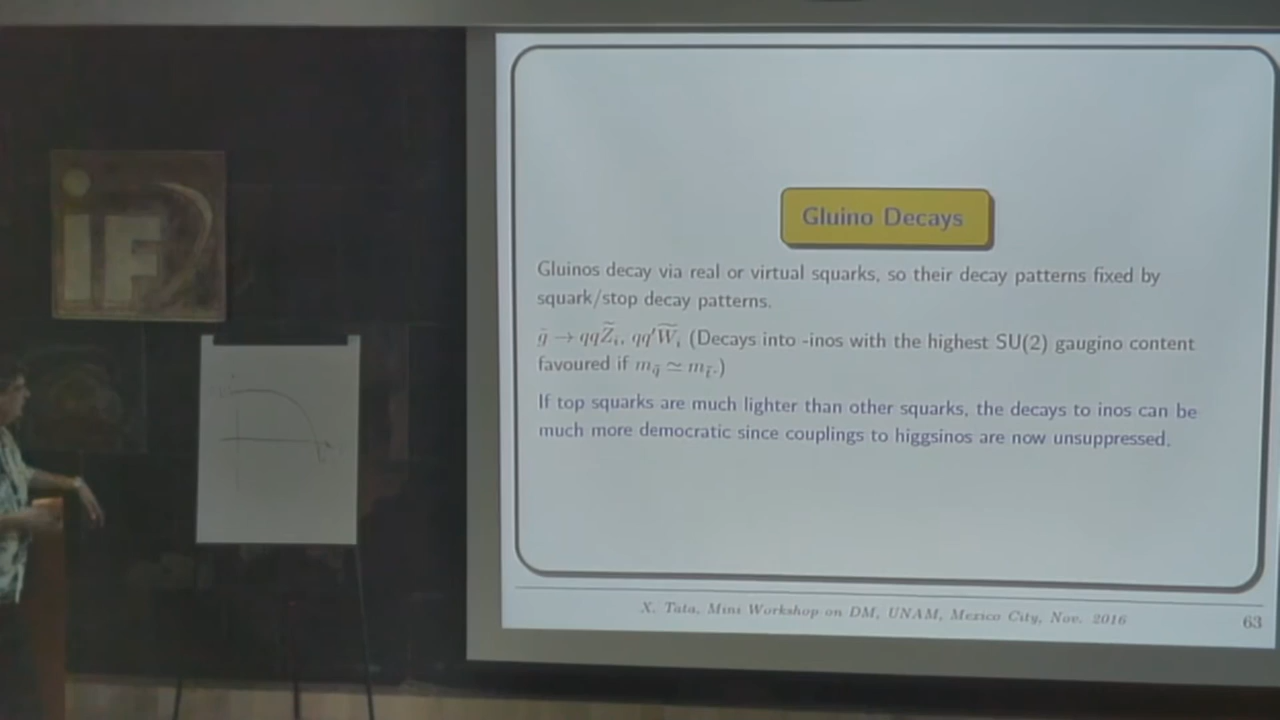 iF
Gluino Decays
Gluinos decay via real or virtual squarks, so their decay patterns fixed by
squark/stop decay patterns.
g̃ → qqZ̃ᵢ, qq′W̃ᵢ (Decays into -inos with the highest SU(2) gaugino content
favoured if m_q̃ ≃ m_t̃.)
If top squarks are much lighter than other squarks, the decays to inos can be
much more democratic since couplings to higgsinos are now unsuppressed.
X. Tata, Mini Workshop on DM, UNAM, Mexico City, Nov. 2016
63